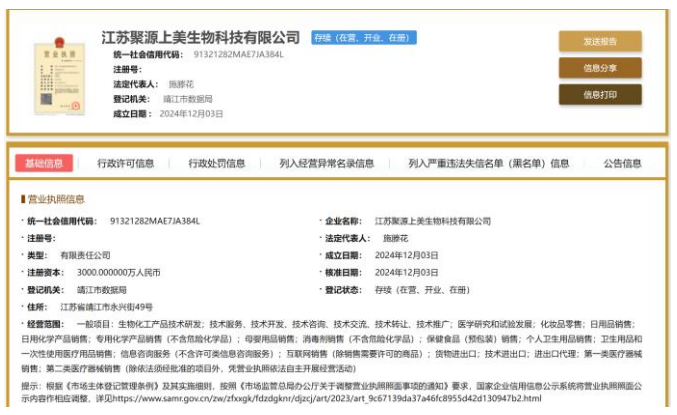 江苏聚源上美生物科技有限公司 存续（在营、开业、在册）
统一社会信用代码： 91321282MAE7JA384L
注册号：
法定代表人： 施滕花
登记机关： 靖江市数据局
成立日期： 2024年12月03日
发送报告
信息分享
信息打印
营业执照
基础信息 行政许可信息 行政处罚信息 列入经营异常名录信息 列入严重违法失信名单（黑名单）信息 公告信息
营业执照信息
· 统一社会信用代码： 91321282MAE7JA384L · 企业名称： 江苏聚源上美生物科技有限公司
· 注册号： · 法定代表人： 施滕花
· 类型： 有限责任公司 · 成立日期： 2024年12月03日
· 注册资本： 3000.000000万人民币 · 核准日期： 2024年12月03日
· 登记机关： 靖江市数据局 · 登记状态： 存续（在营、开业、在册）
· 住所： 江苏省靖江市永兴街49号
· 经营范围： 一般项目：生物化工产品技术研发；技术服务、技术开发、技术咨询、技术交流、技术转让、技术推广；医学研究和试验发展；化妆品零售；日用品销售；
日用化学产品销售；专用化学产品销售（不含危险化学品）；母婴用品销售；消毒剂销售（不含危险化学品）；保健食品（预包装）销售；个人卫生用品销售；卫生用品和
一次性使用医疗用品销售；信息咨询服务（不含许可类信息咨询服务）；互联网销售（除销售需要许可的商品）；货物进出口；技术进出口；进出口代理；第一类医疗器械
销售；第二类医疗器械销售（除依法须经批准的项目外，凭营业执照依法自主开展经营活动）
提示：根据《市场主体登记管理条例》及其实施细则，按照《市场监管总局办公厅关于调整营业执照照面事项的通知》要求，国家企业信用信息公示系统将营业执照照面公
示内容作相应调整，详见https://www.samr.gov.cn/zw/zfxxgk/fdzdgknr/djzcj/art/2023/art_9c67139da37a46fc8955d42d130947b2.html